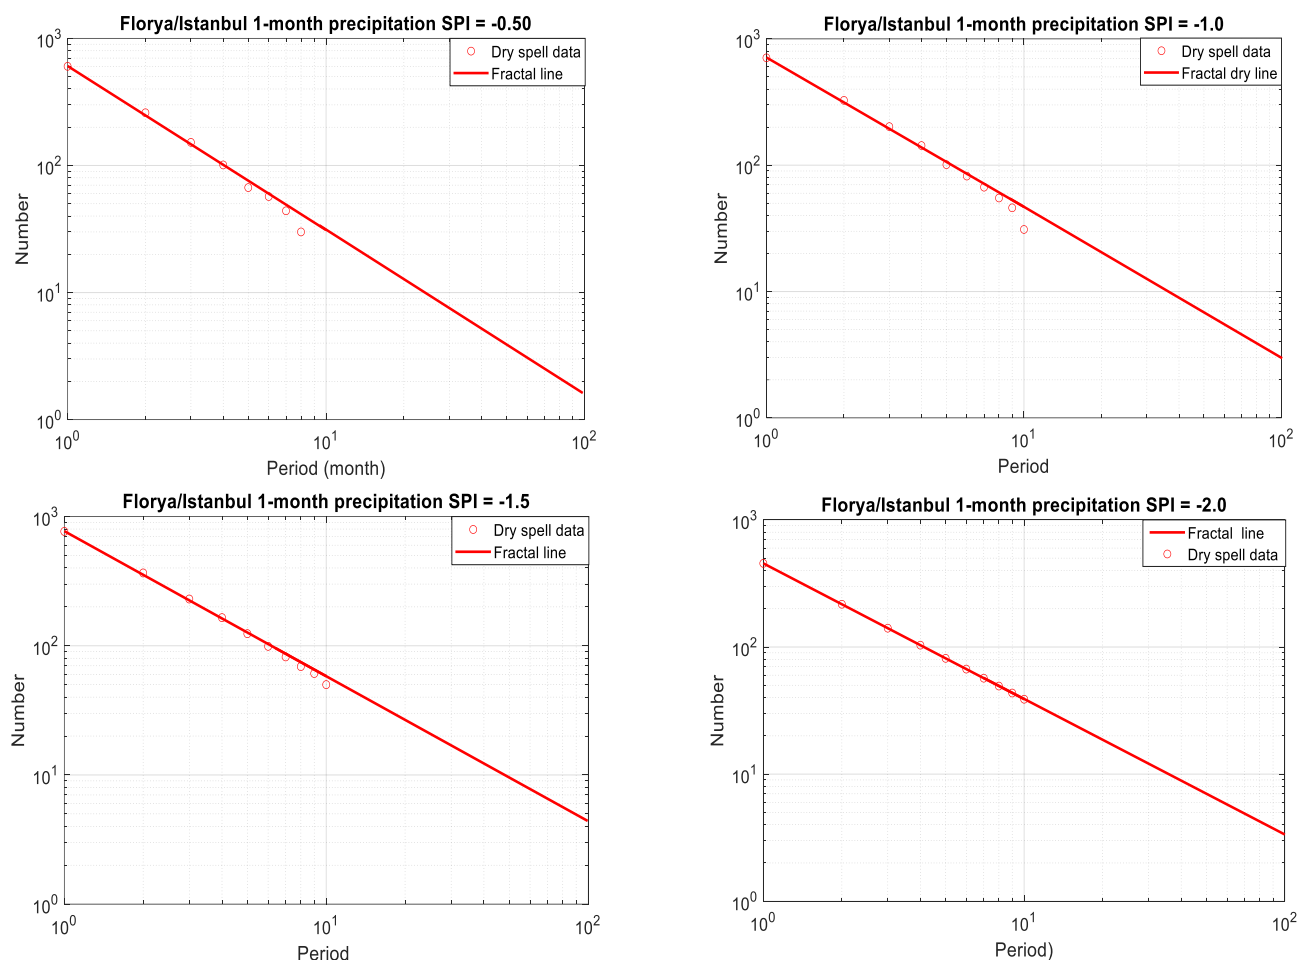 Florya/Istanbul 1-month precipitation SPI = -0.50
10^3
Dry spell data
Fractal line
10^2
Number
10^1
10^0
10^0
10^1
10^2
Period (month)
Florya/Istanbul 1-month precipitation SPI = -1.0
10^3
Dry spell data
Fractal dry line
10^2
Number
10^1
10^0
10^0
10^1
10^2
Period
Florya/Istanbul 1-month precipitation SPI = -1.5
10^3
Dry spell data
Fractal line
10^2
Number
10^1
10^0
10^0
10^1
10^2
Period
Florya/Istanbul 1-month precipitation SPI = -2.0
10^3
Fractal  line
Dry spell data
10^2
Number
10^1
10^0
10^0
10^1
10^2
Period)